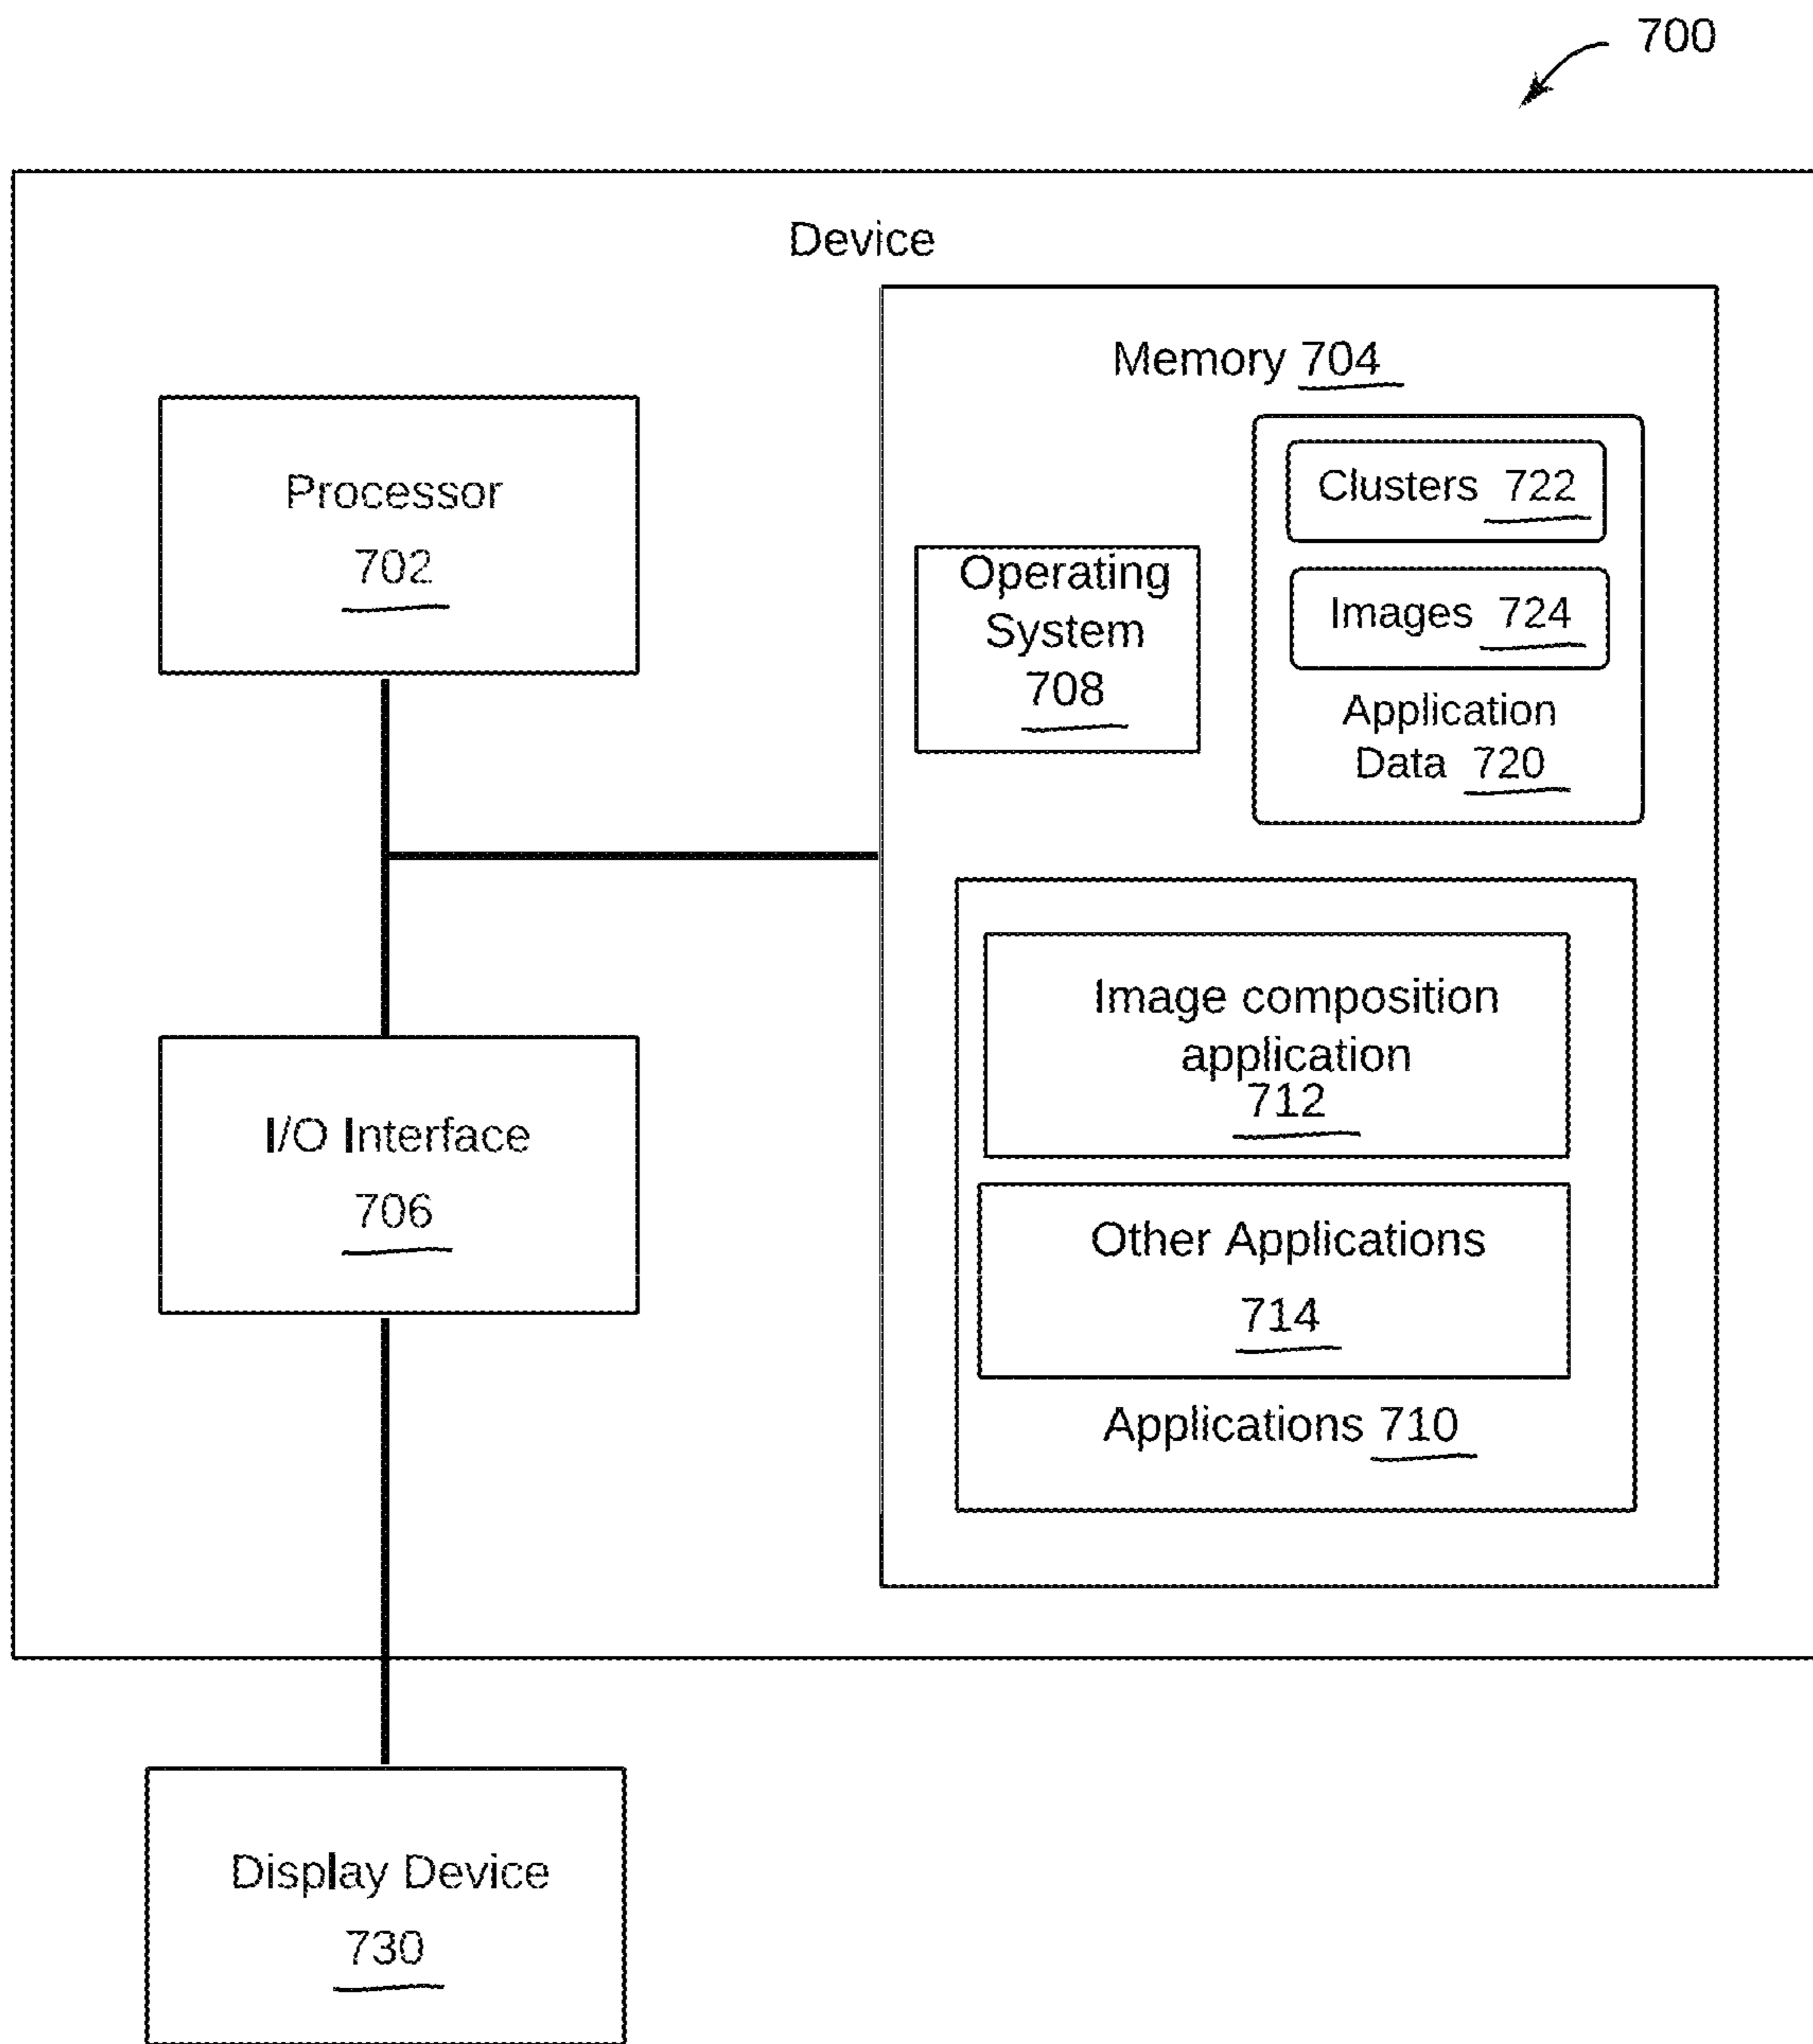 700
Device
Processor
702
Memory 704
Clusters 722
Images 724
Application
Data 720
Operating
System
708
Image composition
application
712
Other Applications
714
Applications 710
I/O Interface
706
Display Device
730